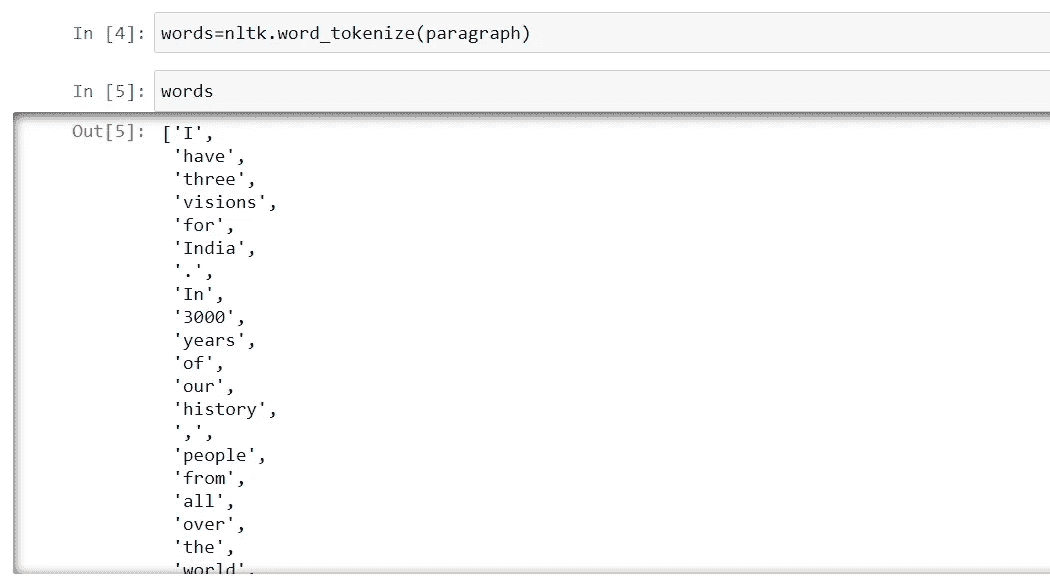 In [4]: words=nltk.word_tokenize(paragraph)
In [5]: words
Out[5]: ['I',
'have',
'three',
'visions',
'for',
'India',
'.',
'In',
'3000',
'years',
'of',
'our',
'history',
',',
'people',
'from',
'all',
'over',
'the',
'world',